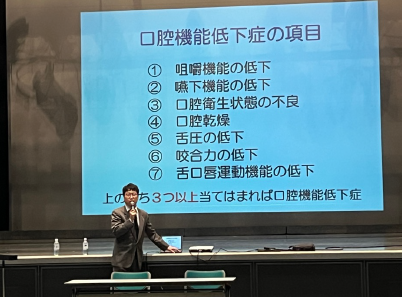 口腔機能低下症の項目
① 咀嚼機能の低下
② 嚥下機能の低下
③ 口腔衛生状態の不良
④ 口腔乾燥
⑤ 舌圧の低下
⑥ 咬合力の低下
⑦ 舌口唇運動機能の低下
上の ち3つ以上当てはまれば口腔機能低下症